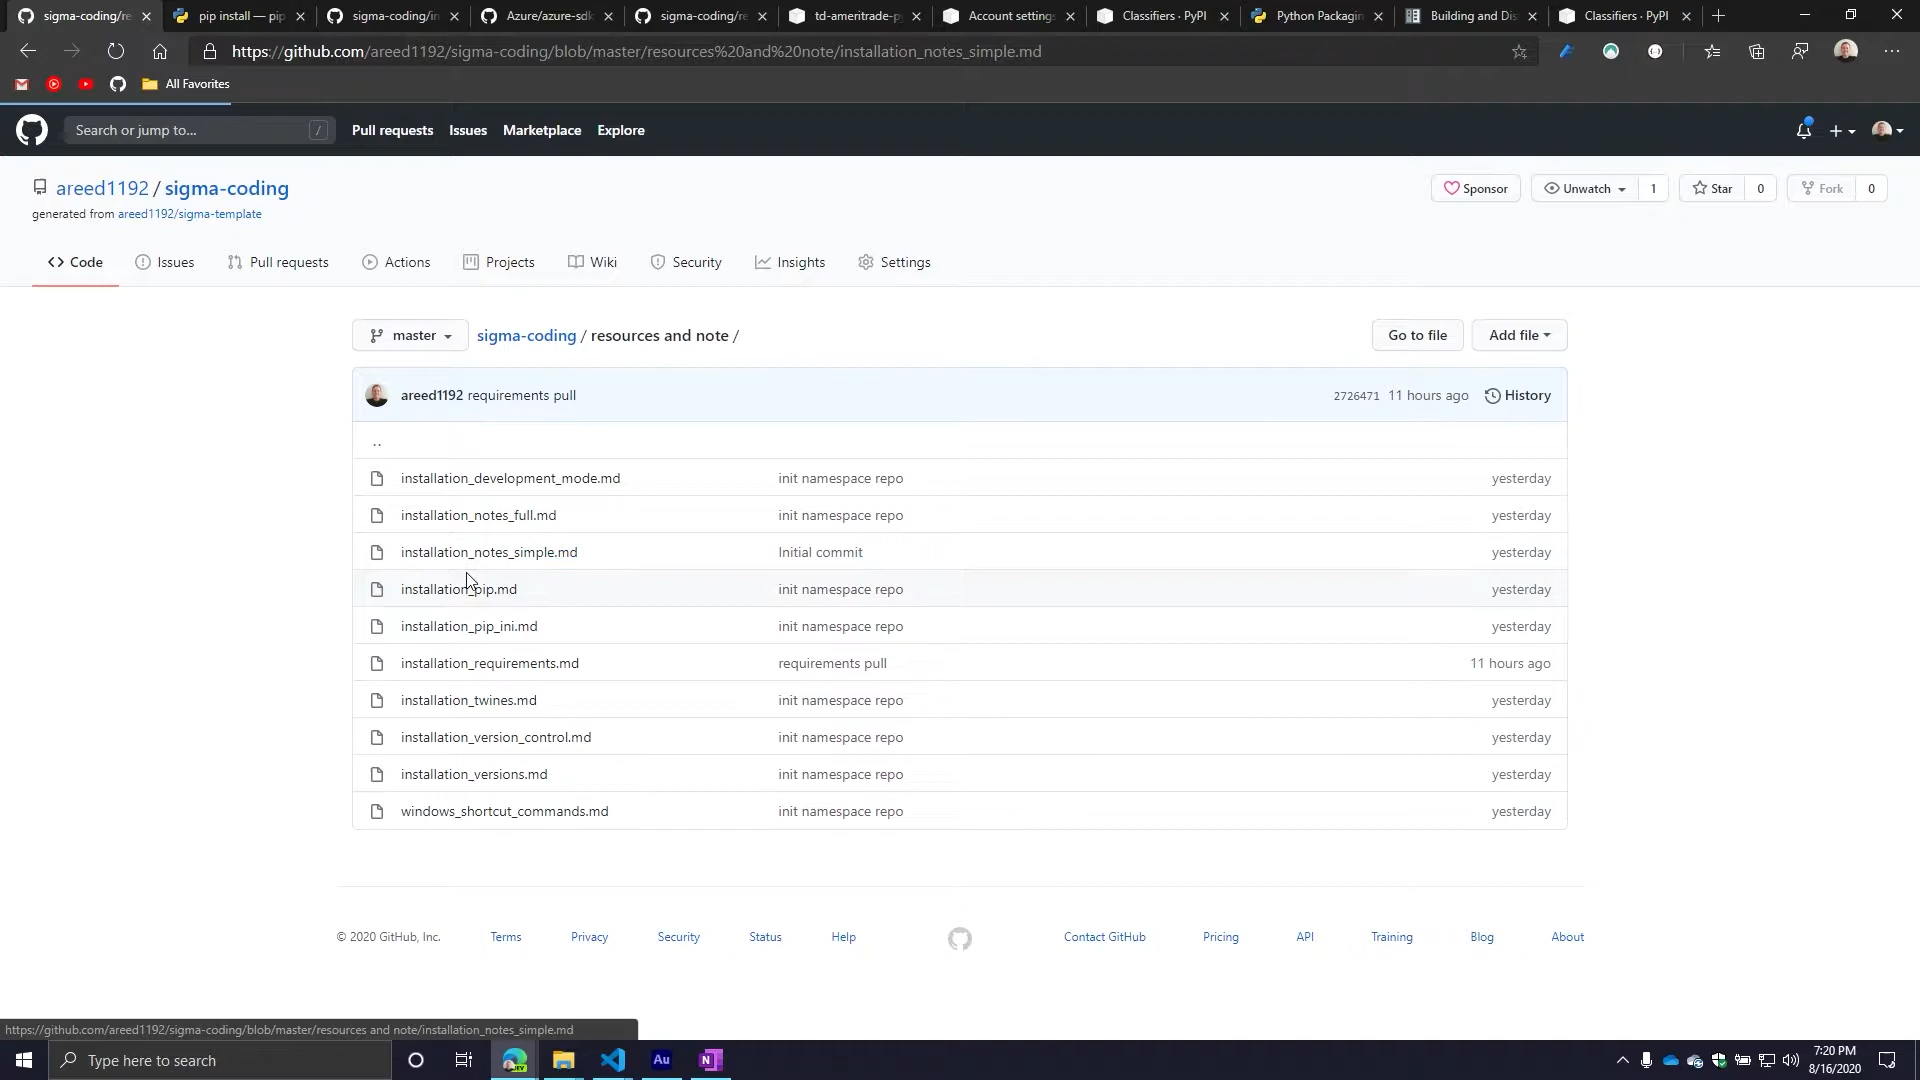 sigma-coding/re
pip install — pip
sigma-coding/in
Azure/azure-sdk
sigma-coding/re
td-ameritrade-p
Account settings
Classifiers · PyPI
Python Packagin
Building and Dis
Classifiers · PyPI
https://github.com/areed1192/sigma-coding/blob/master/resources%20and%20note/installation_notes_simple.md
All Favorites
Search or jump to...
/
Pull requests
Issues
Marketplace
Explore
areed1192 / sigma-coding
Sponsor
Unwatch
1
Star
0
Fork
0
generated from areed1192/sigma-template
Code
Issues
Pull requests
Actions
Projects
Wiki
Security
Insights
Settings
master
sigma-coding / resources and note /
Go to file
Add file
areed1192 requirements pull
2726471 11 hours ago
History
..
installation_development_mode.md init namespace repo yesterday
installation_notes_full.md init namespace repo yesterday
installation_notes_simple.md Initial commit yesterday
installation_pip.md init namespace repo yesterday
installation_pip_ini.md init namespace repo yesterday
installation_requirements.md requirements pull 11 hours ago
installation_twines.md init namespace repo yesterday
installation_version_control.md init namespace repo yesterday
installation_versions.md init namespace repo yesterday
windows_shortcut_commands.md init namespace repo yesterday
© 2020 GitHub, Inc.
Terms
Privacy
Security
Status
Help
Contact GitHub
Pricing
API
Training
Blog
About
https://github.com/areed1192/sigma-coding/blob/master/resources and note/installation_notes_simple.md
Type here to search
DEV
Au
N
7:20 PM
8/16/2020